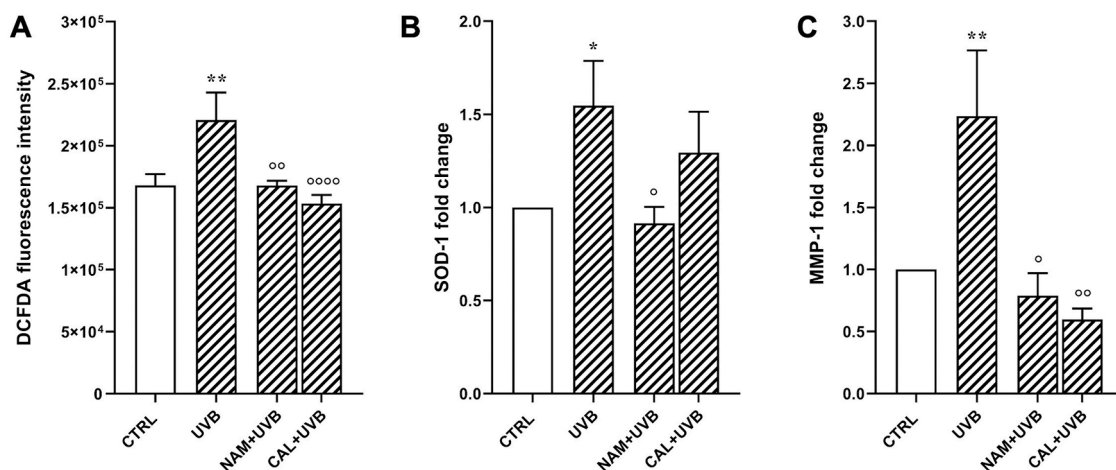 A
DCFDA fluorescence intensity
3×10⁵
2.5×10⁵
2×10⁵
1.5×10⁵
1×10⁵
5×10⁴
0
**
°°
°°°°
CTRL
UVB
NAM+UVB
CAL+UVB
B
SOD-1 fold change
2.0
1.5
1.0
0.5
0.0
*
°
CTRL
UVB
NAM+UVB
CAL+UVB
C
MMP-1 fold change
3.0
2.5
2.0
1.5
1.0
0.5
0.0
**
°
°°
CTRL
UVB
NAM+UVB
CAL+UVB